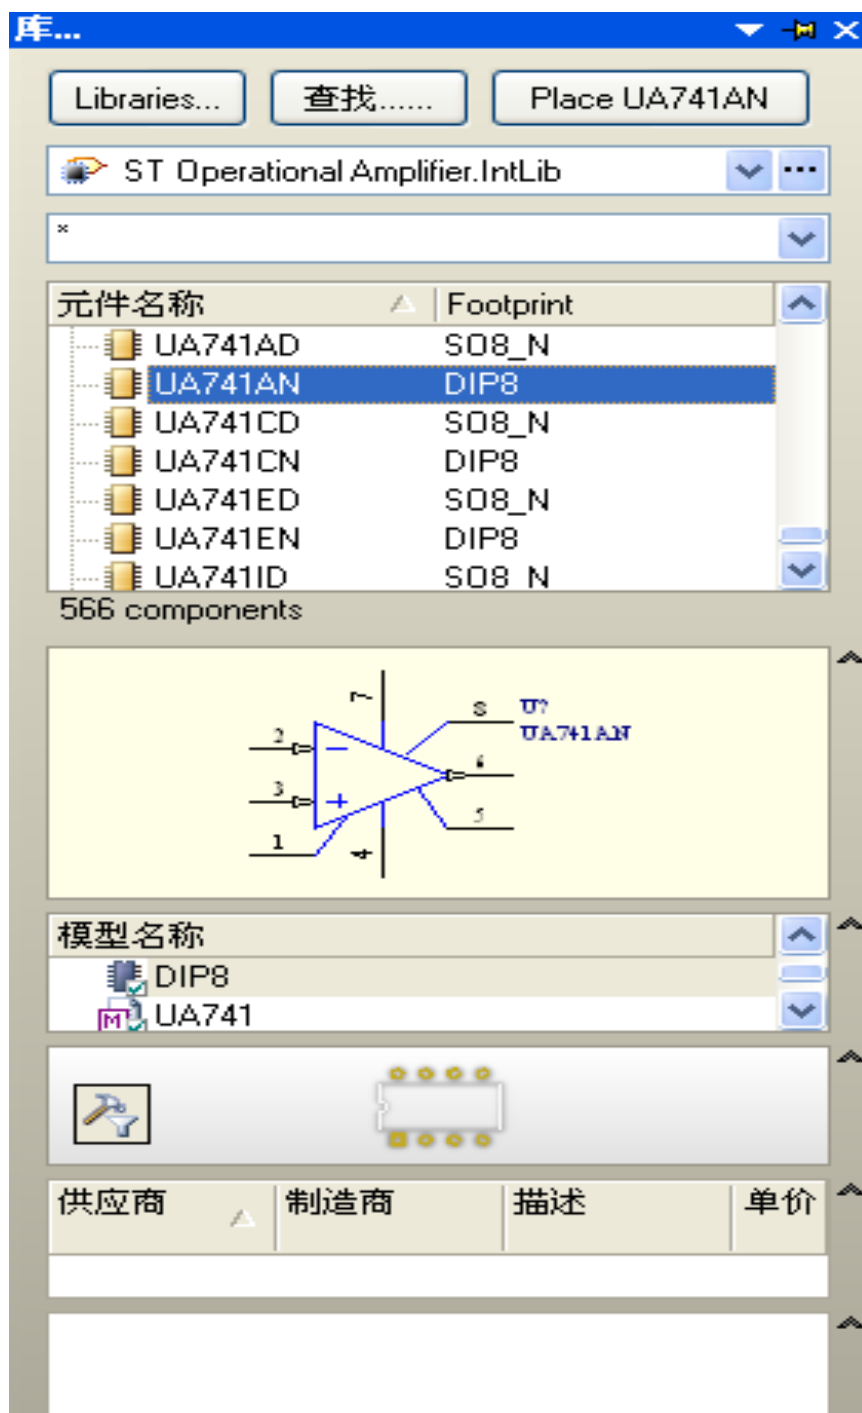 库...
Libraries... 查找...... Place UA741AN
ST Operational Amplifier.IntLib ...
*
元件名称 Footprint
UA741AD SO8_N
UA741AN DIP8
UA741CD SO8_N
UA741CN DIP8
UA741ED SO8_N
UA741EN DIP8
UA741ID SO8_N
566 components
7
8 U?
UA741AN
2
6
3
5
1
4
模型名称
DIP8
M UA741
供应商 制造商 描述 单价